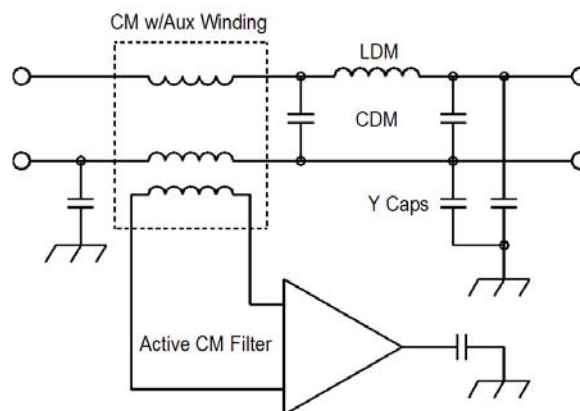 CM w/Aux Winding
LDM
CDM
Y Caps
Active CM Filter